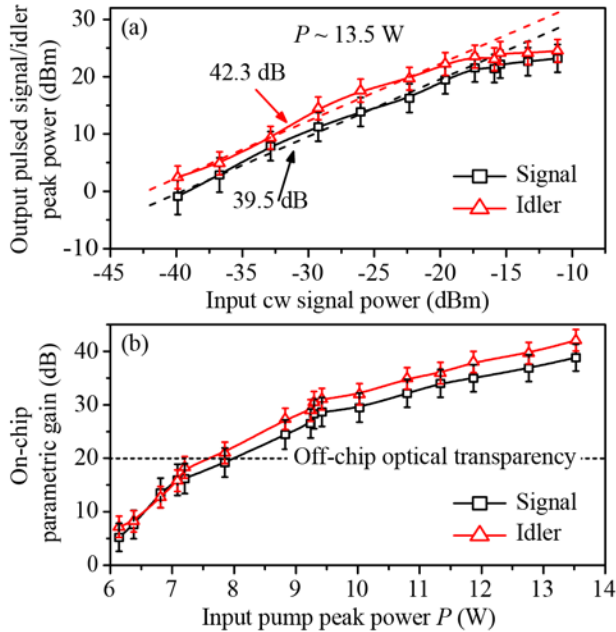 (a)
P ~ 13.5 W
42.3 dB
39.5 dB
Signal
Idler
30
20
10
0
-10
Output pulsed signal/idler
peak power (dBm)
-45 -40 -35 -30 -25 -20 -15 -10
Input cw signal power (dBm)
(b)
Off-chip optical transparency
Signal
Idler
40
30
20
10
0
On-chip
parametric gain (dB)
6 7 8 9 10 11 12 13 14
Input pump peak power P (W)